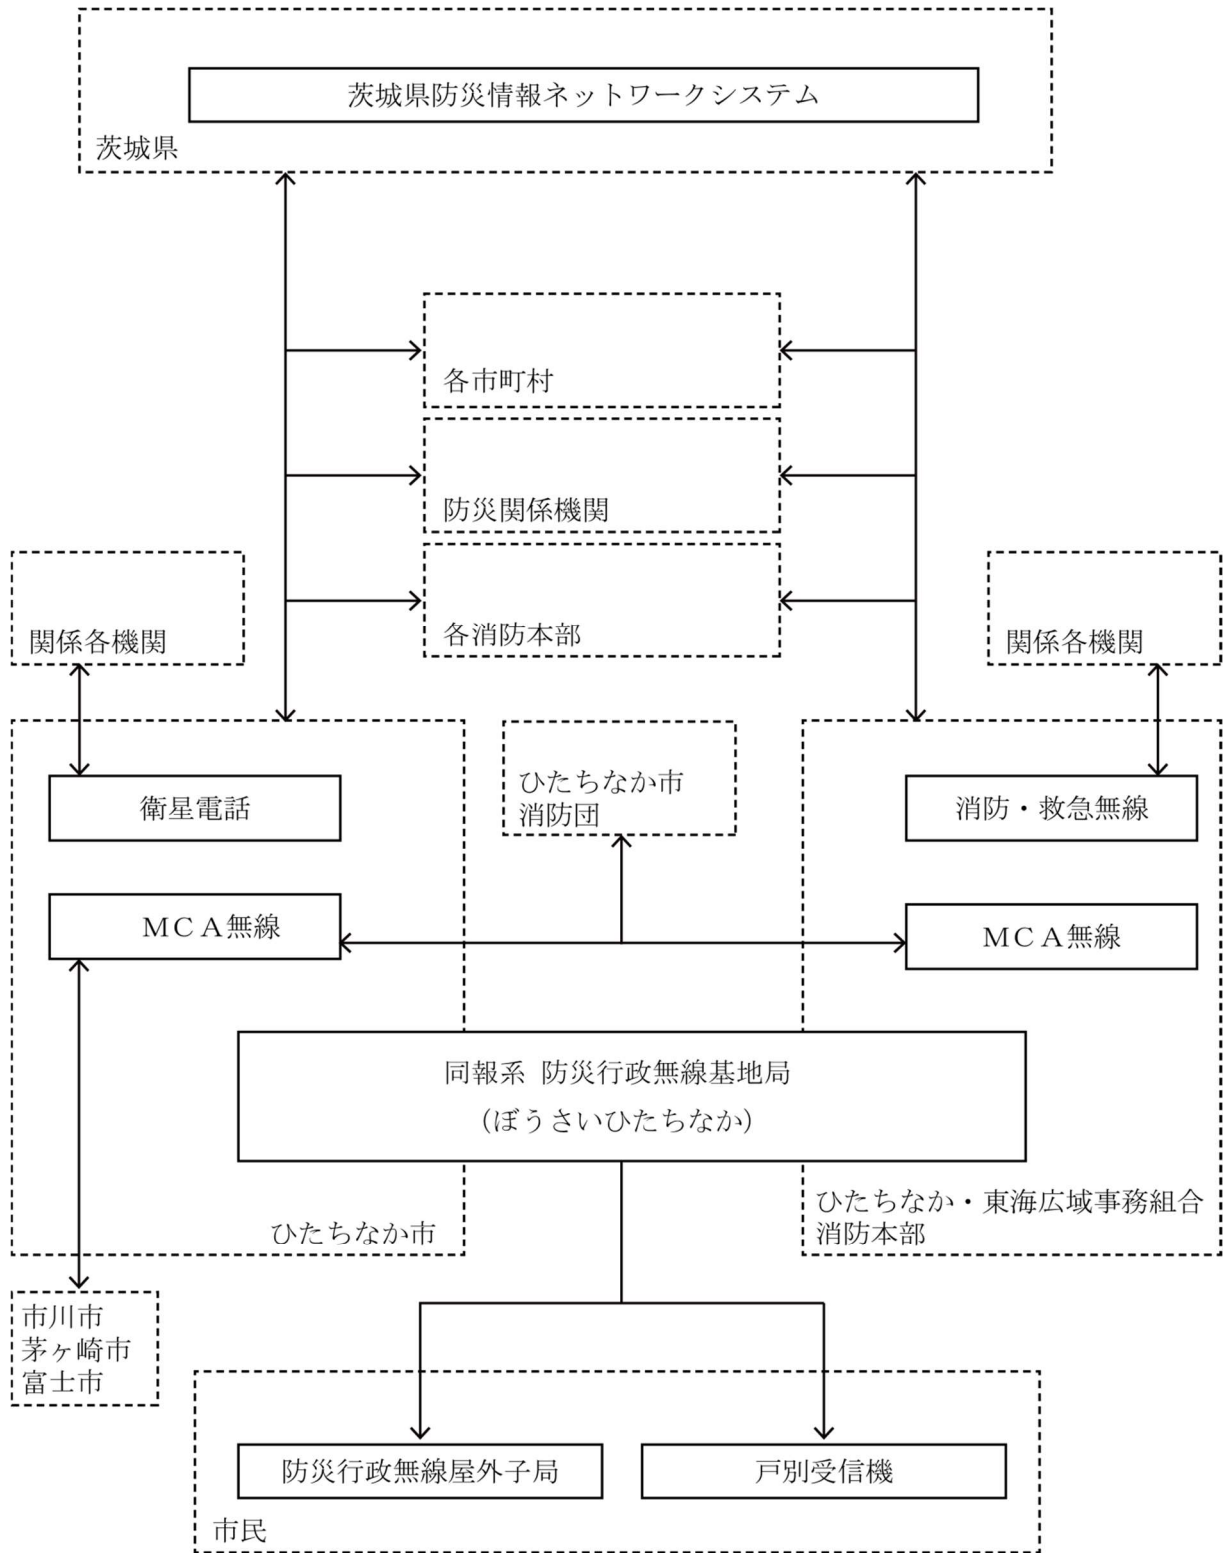 茨城県防災情報ネットワークシステム
茨城県
各市町村
防災関係機関
各消防本部
関係各機関
関係各機関
ひたちなか市
消防団
衛星電話
消防・救急無線
ＭＣＡ無線
ＭＣＡ無線
同報系 防災行政無線基地局
（ぼうさいひたちなか）
ひたちなか市
ひたちなか・東海広域事務組合
消防本部
市川市
茅ヶ崎市
富士市
防災行政無線屋外子局
戸別受信機
市民